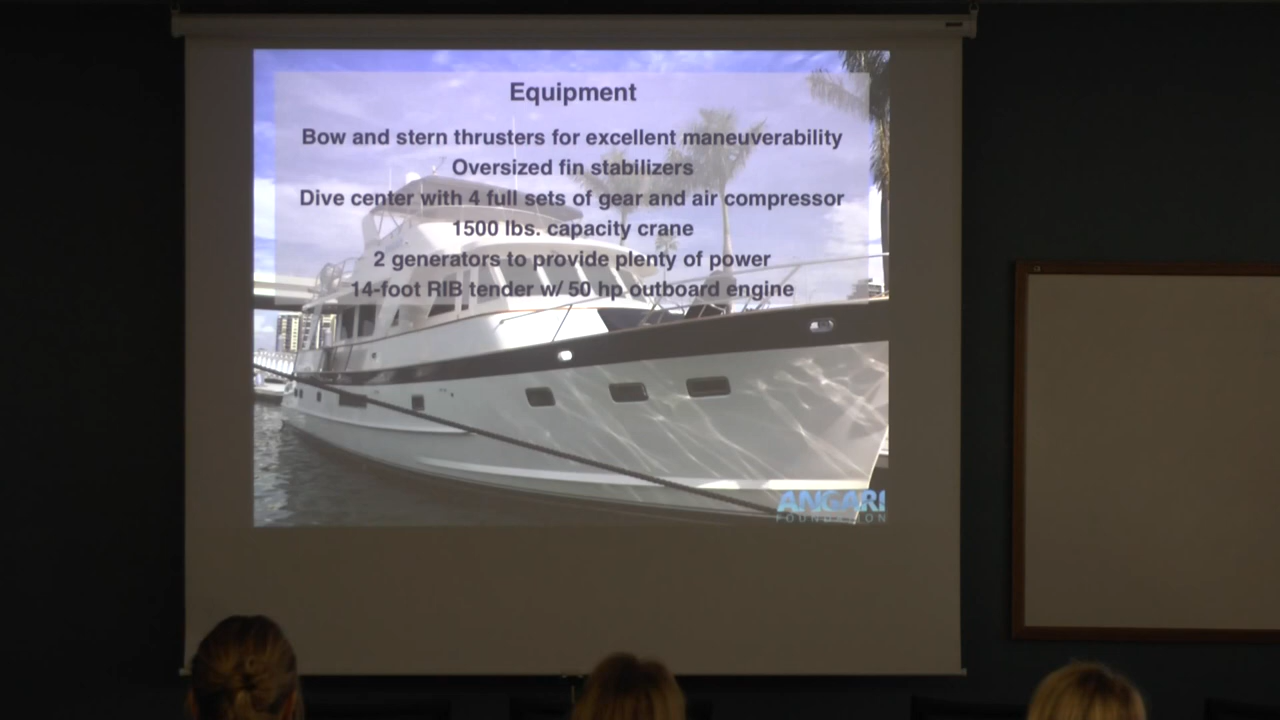 Equipment
Bow and stern thrusters for excellent maneuverability
Oversized fin stabilizers
Dive center with 4 full sets of gear and air compressor
1500 lbs. capacity crane
2 generators to provide plenty of power
14-foot RIB tender w/ 50 hp outboard engine
ANGARI
FOUNDATION